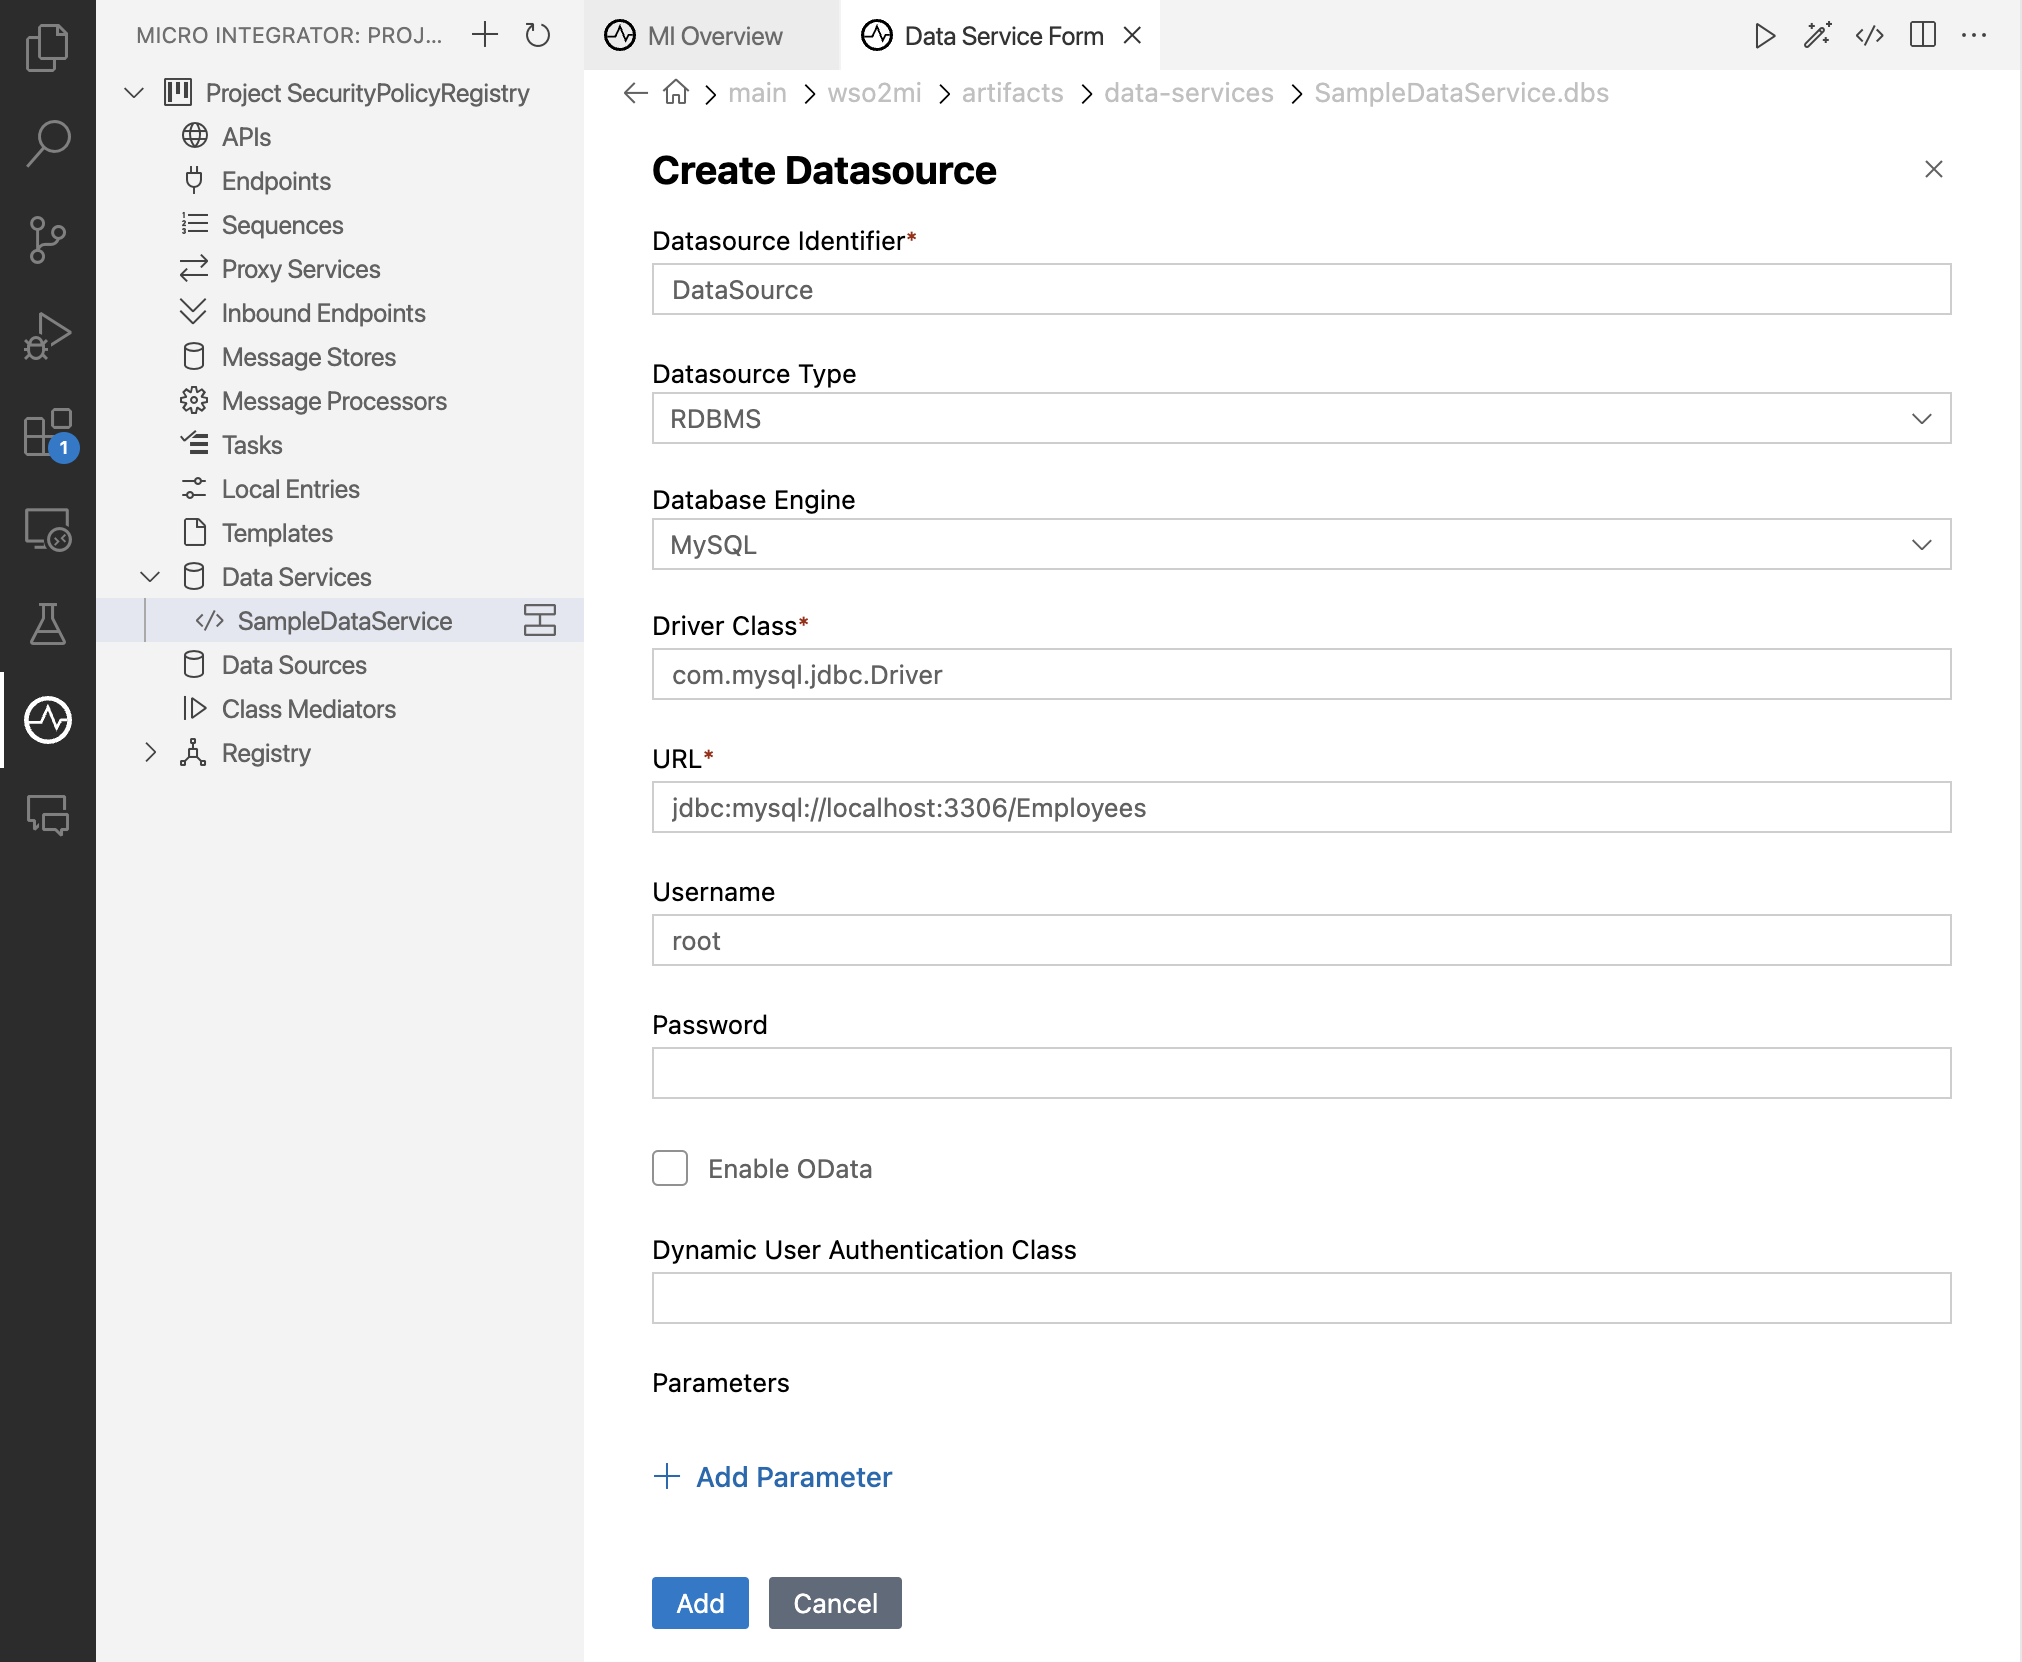 MICRO INTEGRATOR: PROJ...
Project SecurityPolicyRegistry
APIs
Endpoints
Sequences
Proxy Services
Inbound Endpoints
Message Stores
Message Processors
Tasks
Local Entries
Templates
Data Services
SampleDataService
Data Sources
Class Mediators
Registry
1
MI Overview
Data Service Form
main
wso2mi
artifacts
data-services
SampleDataService.dbs
Create Datasource
Datasource Identifier*
DataSource
Datasource Type
RDBMS
Database Engine
MySQL
Driver Class*
com.mysql.jdbc.Driver
URL*
jdbc:mysql://localhost:3306/Employees
Username
root
Password
Enable OData
Dynamic User Authentication Class
Parameters
Add Parameter
Add
Cancel